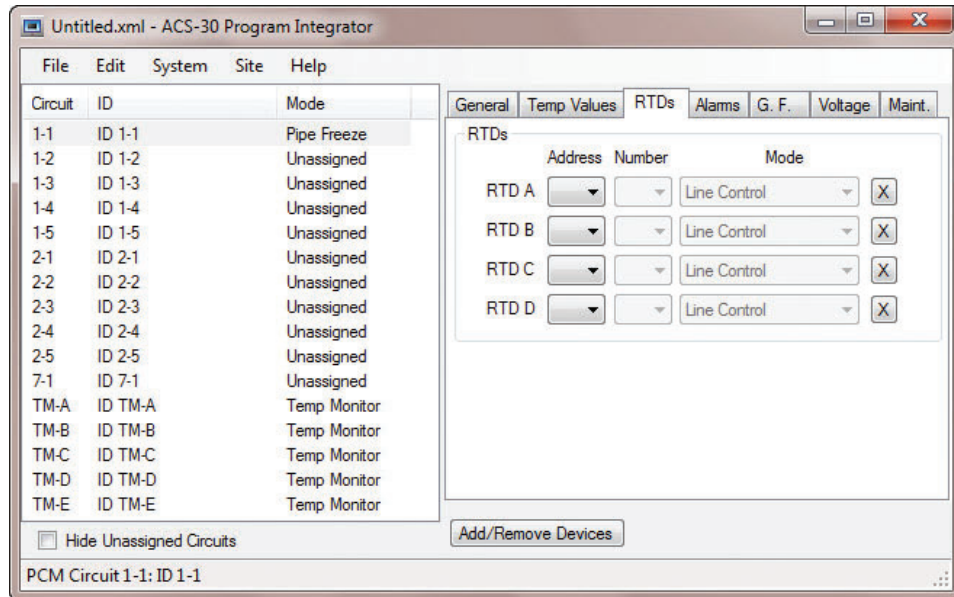 Untitled.xml - ACS-30 Program Integrator
File Edit System Site Help
Circuit ID Mode
1-1 ID 1-1 Pipe Freeze
1-2 ID 1-2 Unassigned
1-3 ID 1-3 Unassigned
1-4 ID 1-4 Unassigned
1-5 ID 1-5 Unassigned
2-1 ID 2-1 Unassigned
2-2 ID 2-2 Unassigned
2-3 ID 2-3 Unassigned
2-4 ID 2-4 Unassigned
2-5 ID 2-5 Unassigned
7-1 ID 7-1 Unassigned
TM-A ID TM-A Temp Monitor
TM-B ID TM-B Temp Monitor
TM-C ID TM-C Temp Monitor
TM-D ID TM-D Temp Monitor
TM-E ID TM-E Temp Monitor
Hide Unassigned Circuits
General Temp Values RTDs Alarms G. F. Voltage Maint.
RTDs
Address Number Mode
RTD A Line Control X
RTD B Line Control X
RTD C Line Control X
RTD D Line Control X
Add/Remove Devices
PCM Circuit 1-1: ID 1-1